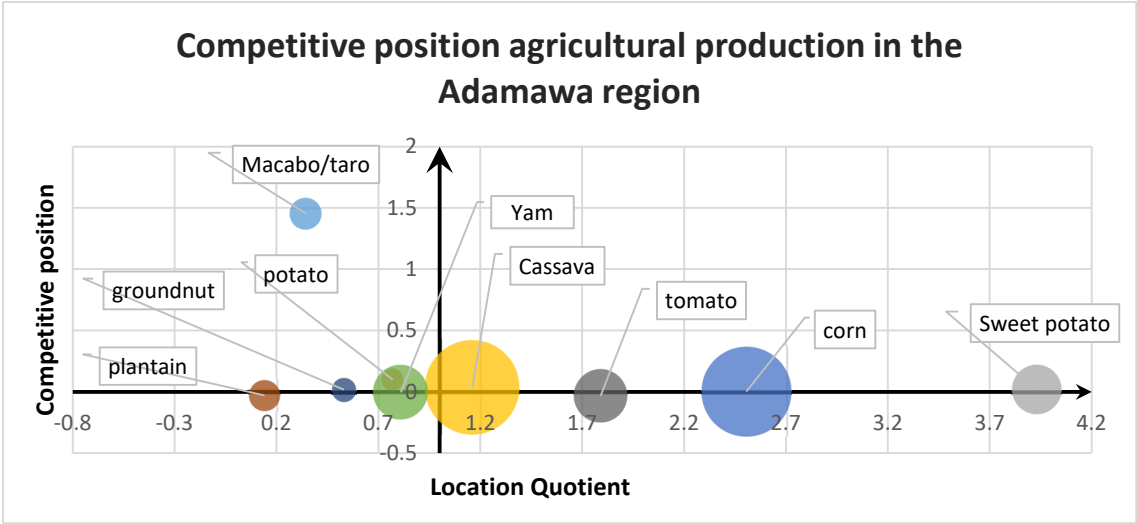 Competitive position agricultural production in the
Adamawa region
Competitive position
2
1.5
1
0.5
0
-0.5
Macabo/taro
Yam
potato
Cassava
groundnut
tomato
Sweet potato
corn
plantain
-0.8 -0.3 0.2 0.7 1.2 1.7 2.2 2.7 3.2 3.7 4.2
Location Quotient